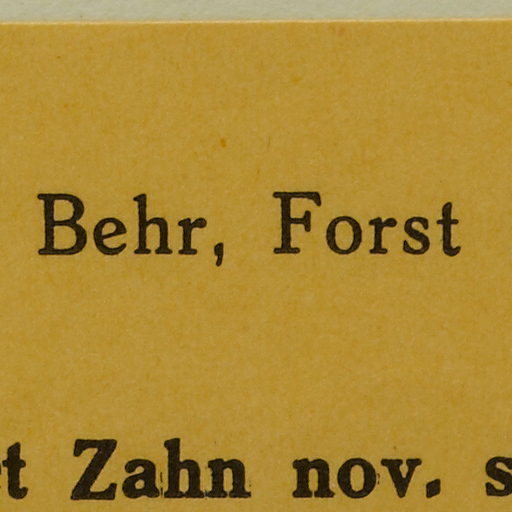 Behr, Forst
t Zahn nov. s